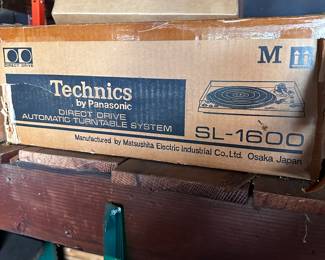 DIRECT DRIVE
M
Technics
by Panasonic
DIRECT DRIVE
AUTOMATIC TURNTABLE SYSTEM
SL-1600
Manufactured by Matsushita Electric Industrial Co., Ltd. Osaka Japan